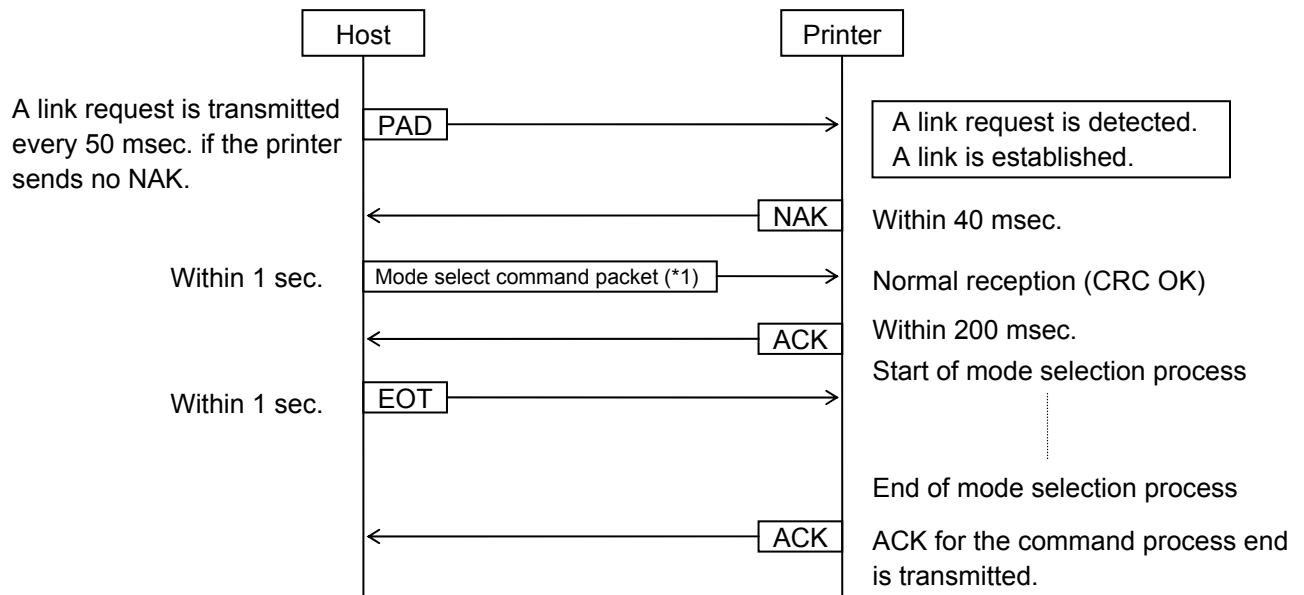 Host
Printer
A link request is transmitted
every 50 msec. if the printer
sends no NAK.
PAD
A link request is detected.
A link is established.
NAK
Within 40 msec.
Within 1 sec.
Mode select command packet (*1)
Normal reception (CRC OK)
ACK
Within 200 msec.
Start of mode selection process
Within 1 sec.
EOT
End of mode selection process
ACK
ACK for the command process end
is transmitted.